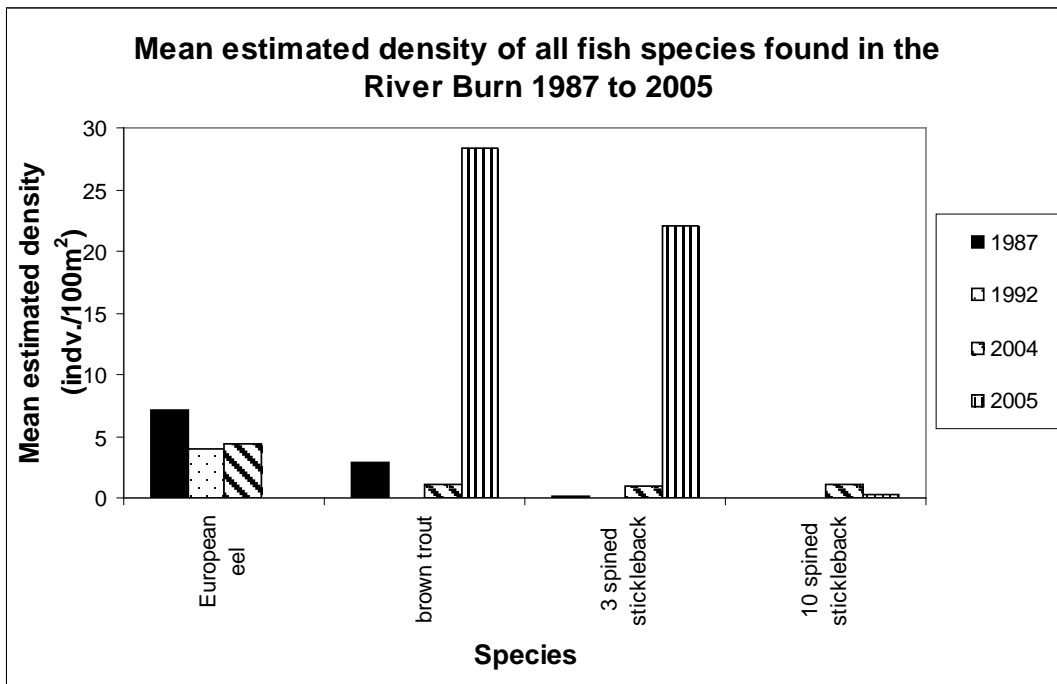 Mean estimated density of all fish species found in the
River Burn 1987 to 2005
Mean estimated density
(indv./100m²)
30
25
20
15
10
5
0
European
eel
brown trout
3 spined
stickleback
10 spined
stickleback
Species
1987
1992
2004
2005